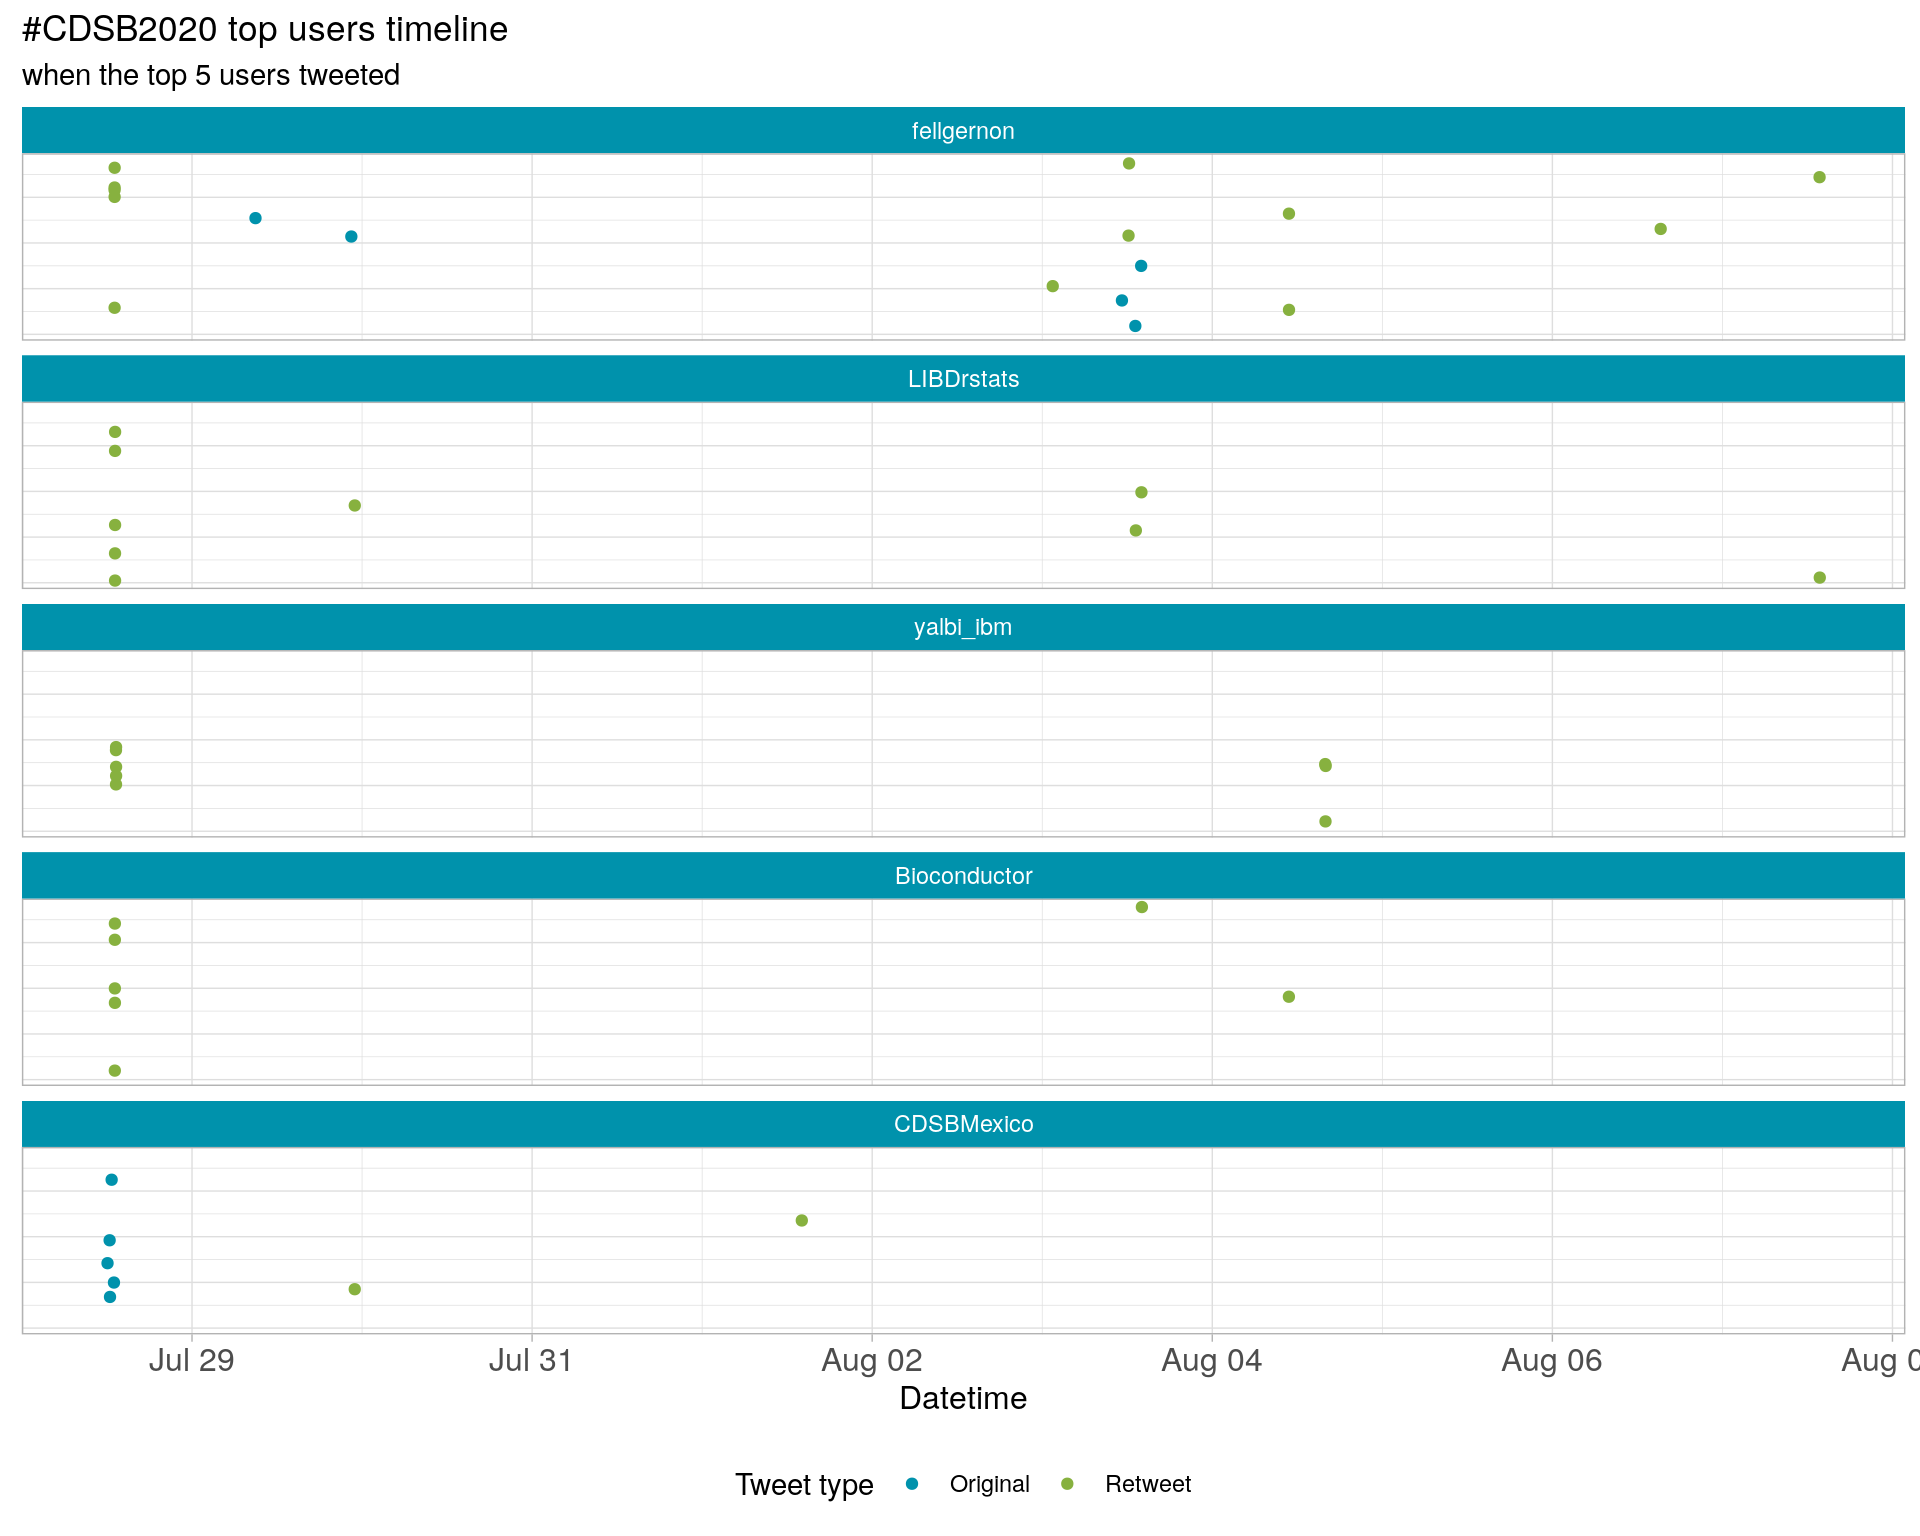 #CDSB2020 top users timeline
when the top 5 users tweeted
fellgernon
LIBDrstats
yalbi_ibm
Bioconductor
CDSBMexico
Jul 29 Jul 31 Aug 02 Aug 04 Aug 06 Aug
Datetime
Tweet type Original Retweet